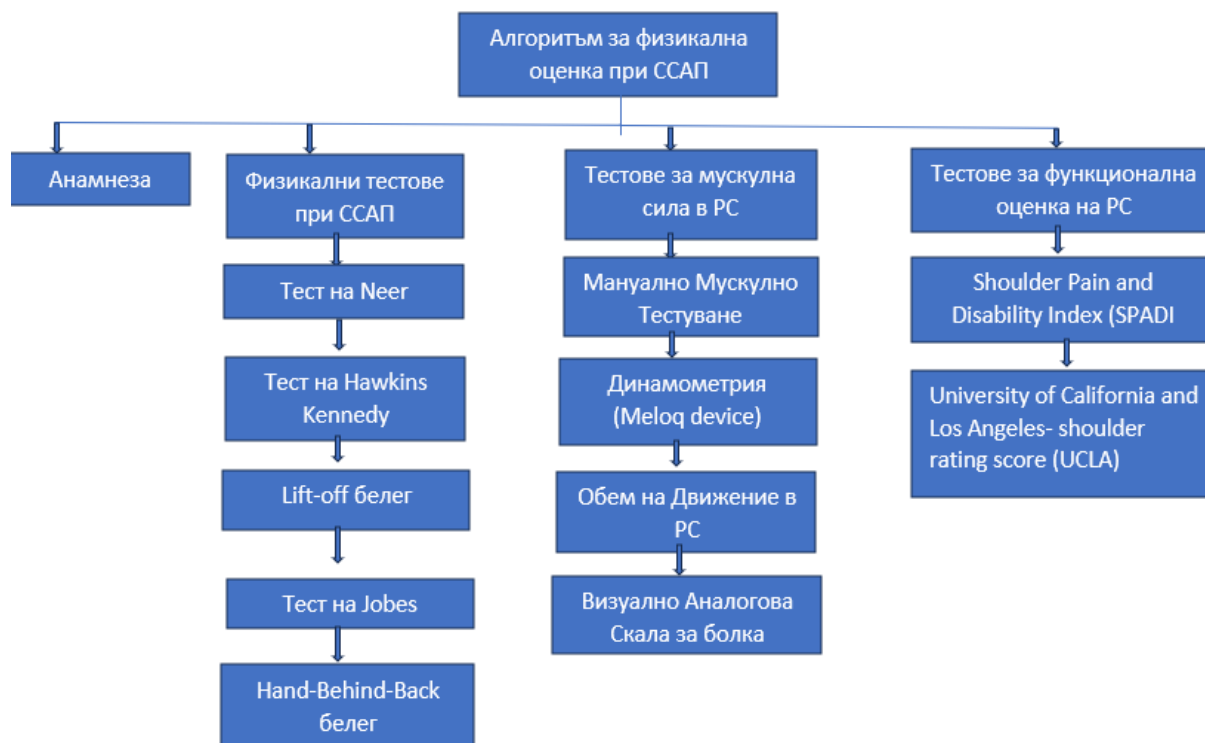 Алгоритъм за физикална
оценка при ССАП
Анамнеза
Физикални тестове
при ССАП
Тест на Neer
Тест на Hawkins
Kennedy
Lift-off белег
Тест на Jobes
Hand-Behind-Back
белег
Тестове за мускулна
сила в РС
Мануално Мускулно
Тестуване
Динамометрия
(Meloq device)
Обем на Движение в
РС
Визуално Аналогова
Скала за болка
Тестове за функционална
оценка на РС
Shoulder Pain and
Disability Index (SPADI
University of California and
Los Angeles- shoulder
rating score (UCLA)